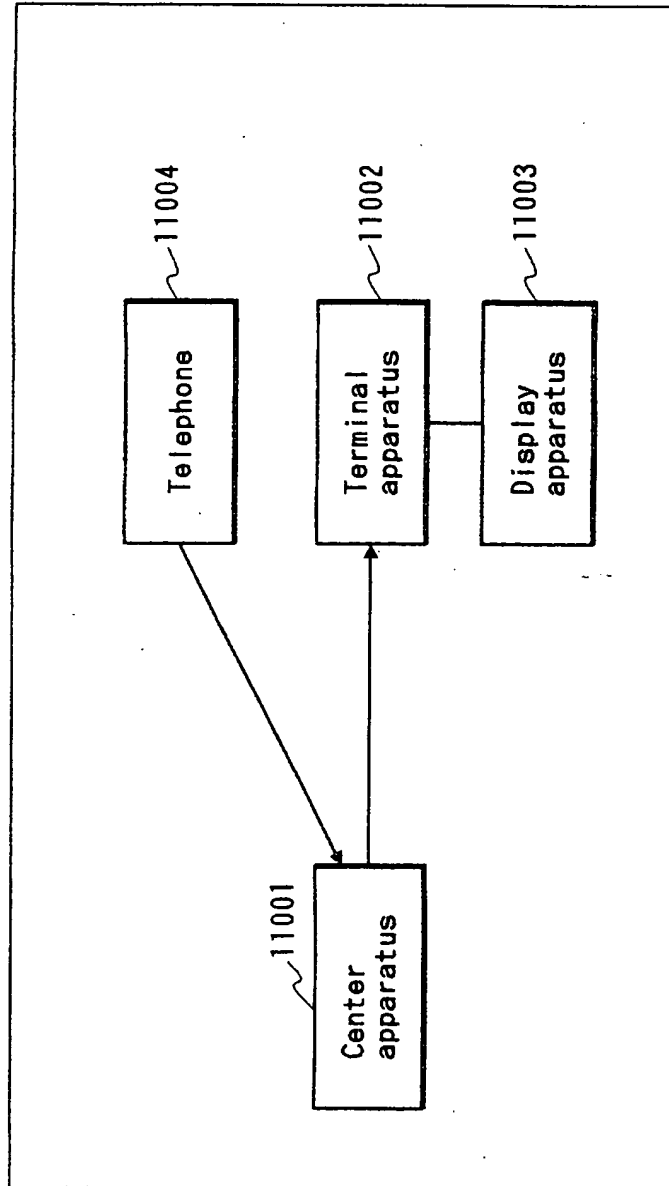 11004
Telephone
11001
11002
Center
apparatus
Terminal
apparatus
11003
Display
apparatus